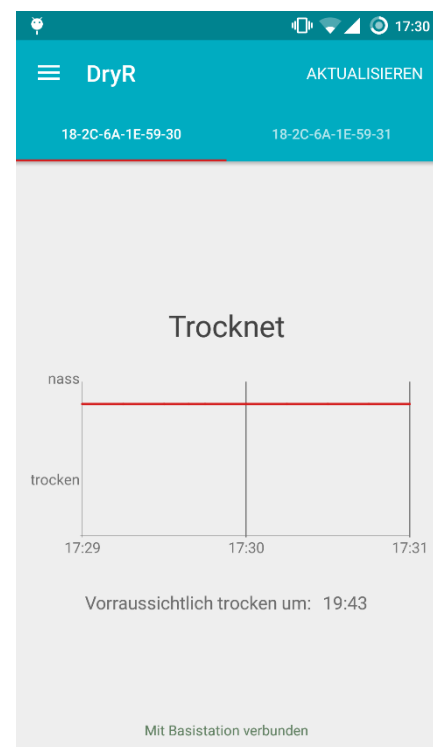 17:30
DryR AKTUALISIEREN
18-2C-6A-1E-59-30 18-2C-6A-1E-59-31
Trocknet
nass
trocken
17:29 17:30 17:31
Vorraussichtlich trocken um: 19:43
Mit Basistation verbunden